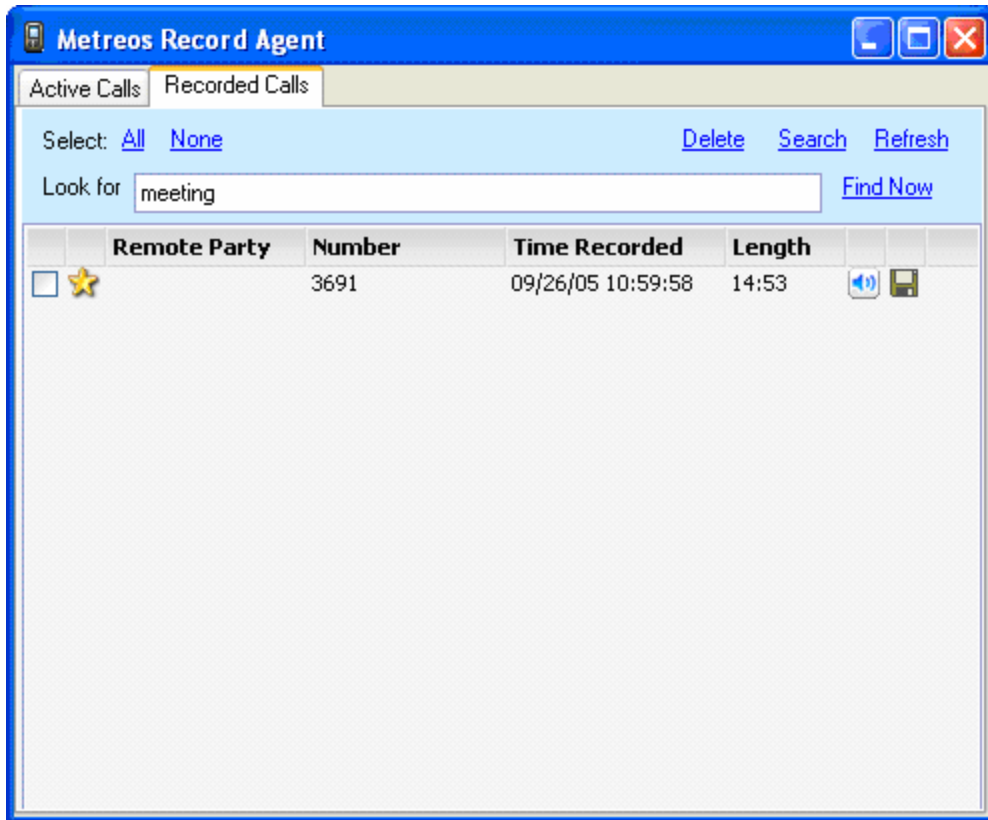 Metreos Record Agent
Active Calls Recorded Calls
Select: All None Delete Search Refresh
Look for meeting Find Now
Remote Party Number Time Recorded Length
3691 09/26/05 10:59:58 14:53